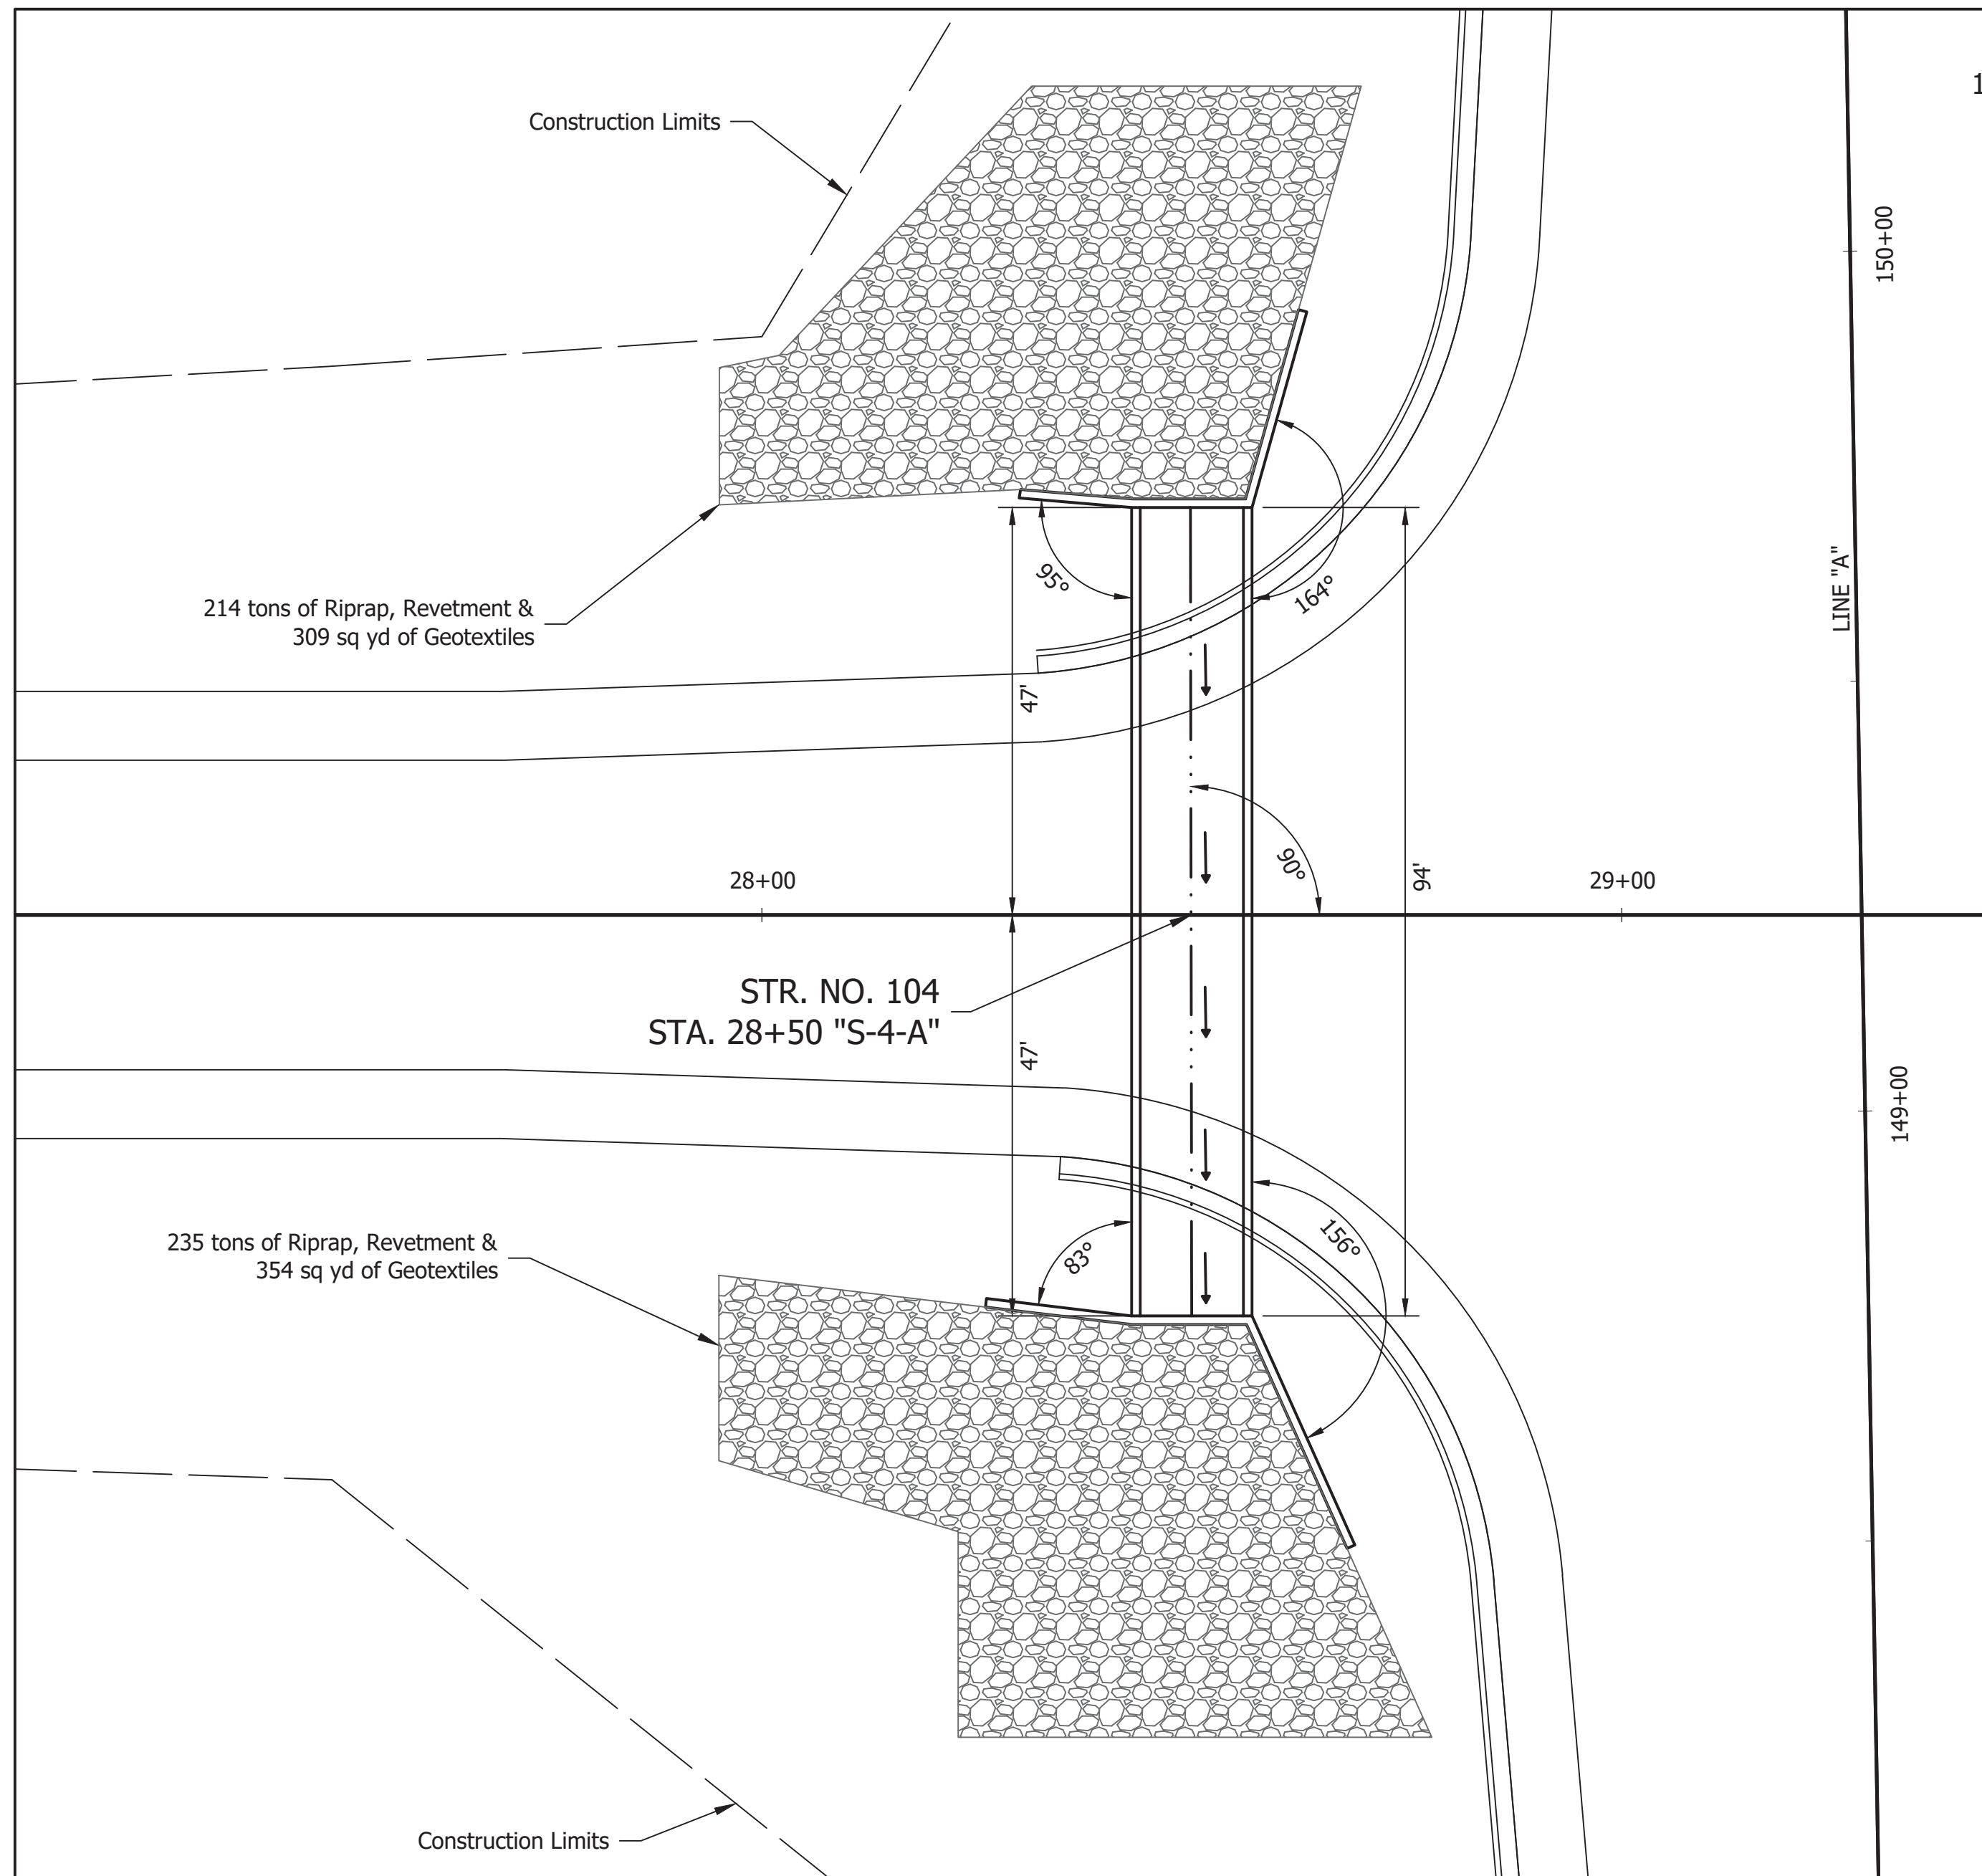 1
Construction Limits
150+00
LINE "A"
95°
164°
214 tons of Riprap, Revetment &
309 sq yd of Geotextiles
47'
90°
94'
28+00
29+00
STR. NO. 104
STA. 28+50 "S-4-A"
47'
149+00
235 tons of Riprap, Revetment &
354 sq yd of Geotextiles
83°
156°
Construction Limits